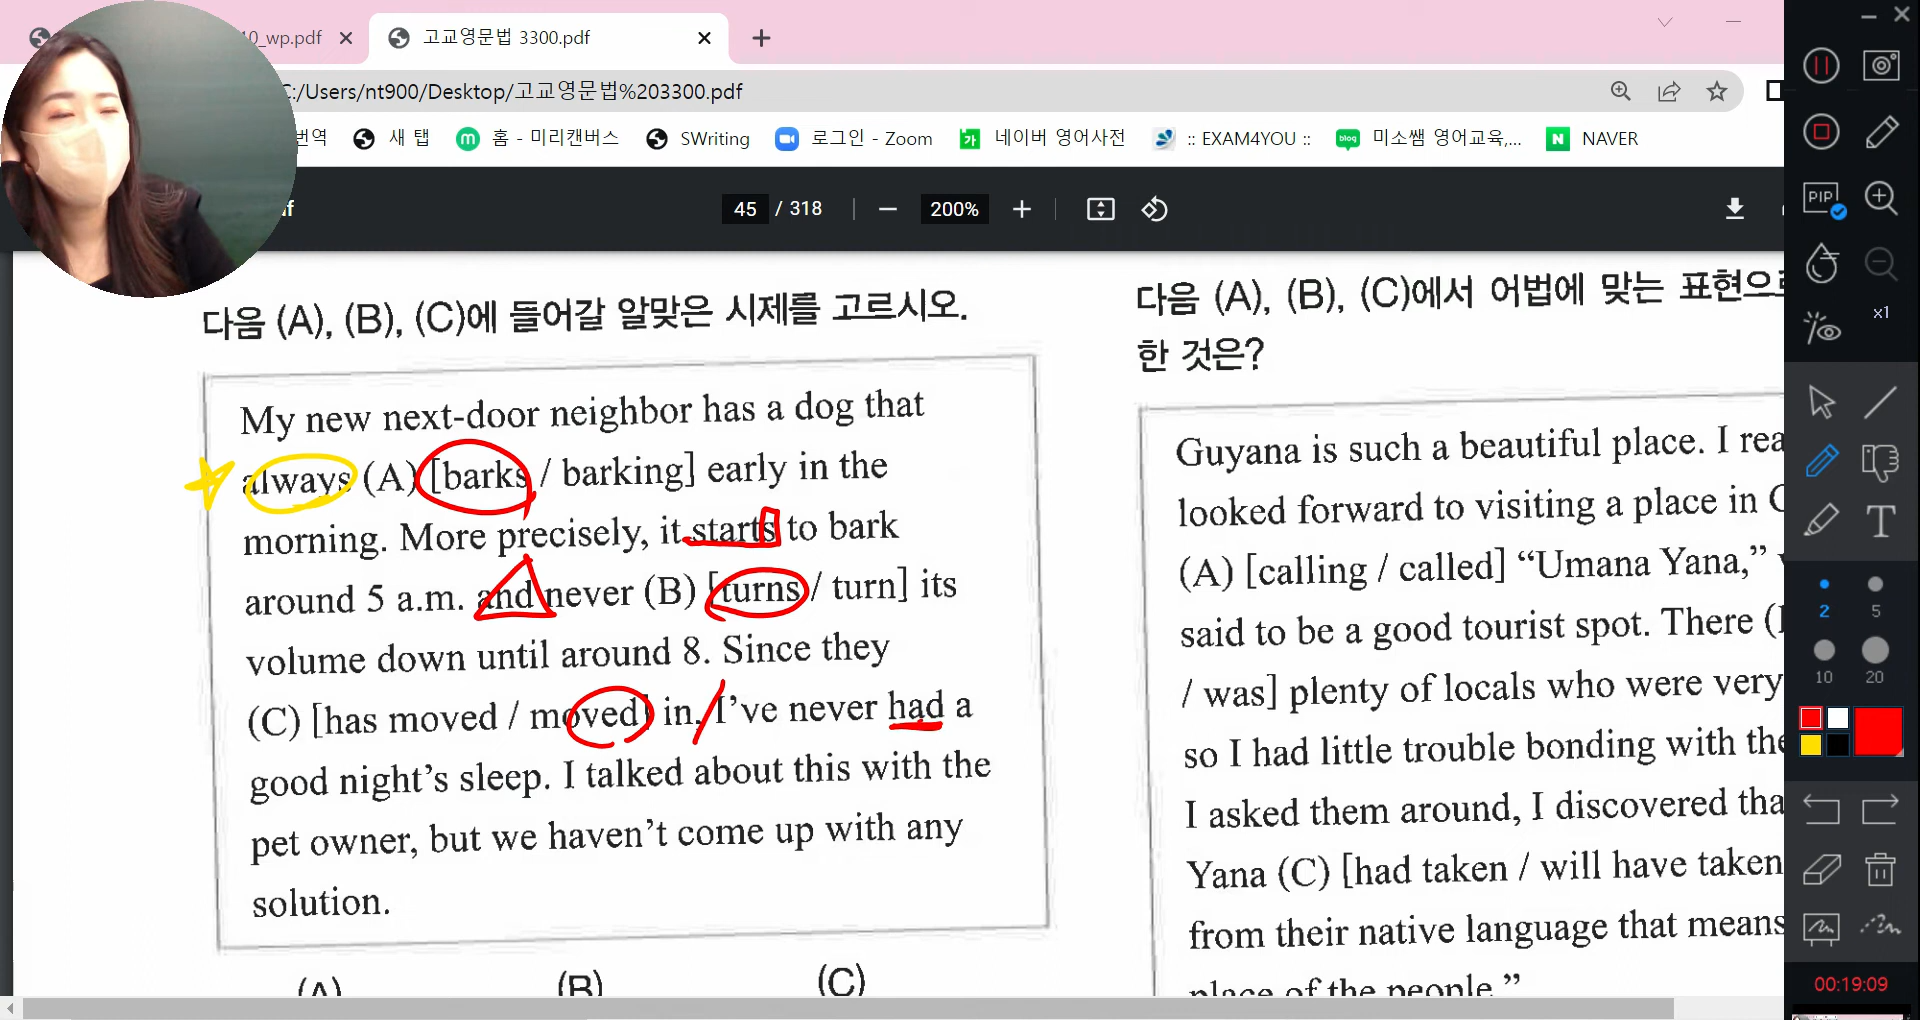 10_wp.pdf
고교영문법 3300.pdf
C:/Users/nt900/Desktop/고교영문법%203300.pdf
번역 새 탭 홈 - 미리캔버스 SWriting 로그인 - Zoom 네이버 영어사전 :: EXAM4YOU :: 미소쌤 영어교육,... NAVER
df 45 / 318 200%
다음 (A), (B), (C)에 들어갈 알맞은 시제를 고르시오.
My new next-door neighbor has a dog that
always (A) [barks / barking] early in the
morning. More precisely, it starts to bark
around 5 a.m. and never (B) [turns / turn] its
volume down until around 8. Since they
(C) [has moved / moved] in, I've never had a
good night's sleep. I talked about this with the
pet owner, but we haven't come up with any
solution.
(A) (B) (C)
다음 (A), (B), (C)에서 어법에 맞는 표현으로
한 것은?
Guyana is such a beautiful place. I rea
looked forward to visiting a place in
(A) [calling / called] “Umana Yana,”
said to be a good tourist spot. There
/ was] plenty of locals who were very
so I had little trouble bonding with the
I asked them around, I discovered tha
Yana (C) [had taken / will have taken
from their native language that means
place of the people.”
PIP
x1
T
2 5
10 20
00:19:09